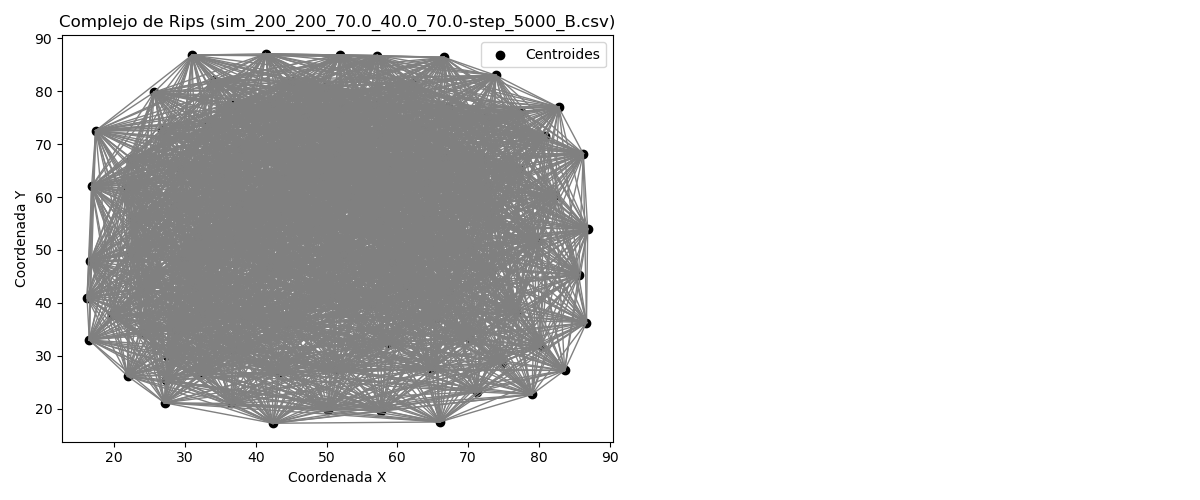 Complejo de Rips (sim_200_200_70.0_40.0_70.0-step_5000_B.csv)
90
Centroides
80
70
60
50
40
30
20
Coordenada Y
20 30 40 50 60 70 80 90
Coordenada X